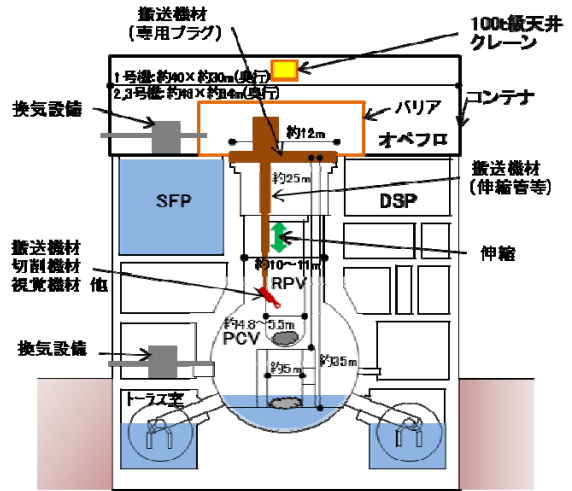 搬送機材
(専用プラグ)
100t級天井
クレーン
1号機:約40×約30m(奥行)
2,3号機:約48×約34m(奥行)
コンテナ
換気設備
バリア
オペフロ
約12m
搬送機材
(伸縮管等)
約25m
SFP
DSP
搬送機材
切削機材
視覚機材 他
伸縮
約10～11m
RPV
約4.8～5.5m
PCV
換気設備
約5m
約35m
トーラス室